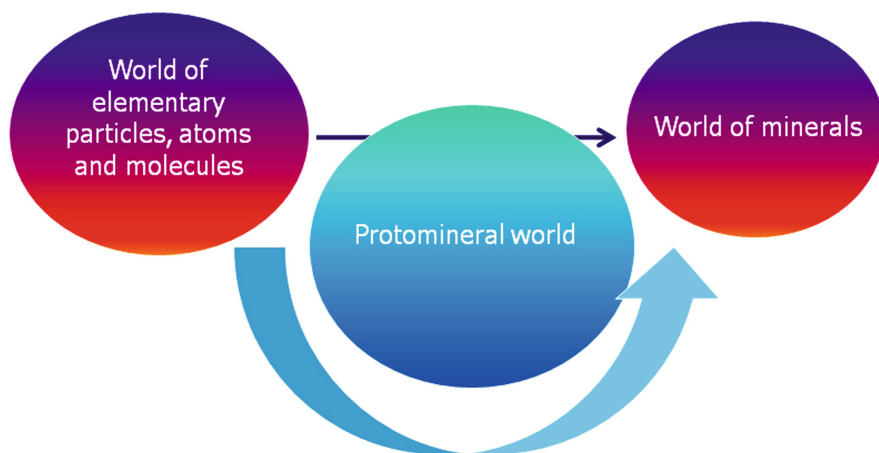 World of
elementary
particles, atoms
and molecules
World of minerals
Protomineral world